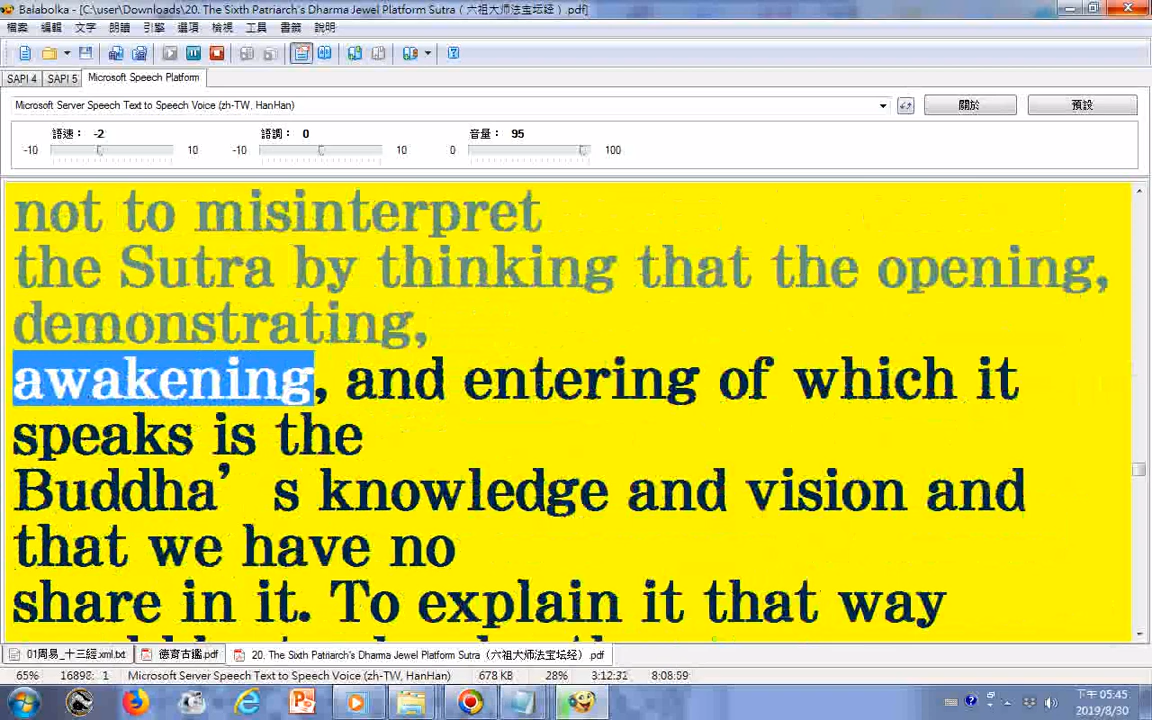 Balabolka - [C:\user\Downloads\20. The Sixth Patriarch's Dharma Jewel Platform Sutra（六祖大师法宝坛经）.pdf]
檔案 編輯 文字 朗讀 引擎 選項 檢視 工具 書籤 說明
SAPI 4 SAPI 5 Microsoft Speech Platform
Microsoft Server Speech Text to Speech Voice (zh-TW, HanHan) 關於 預設
語速： -2 語調： 0 音量： 95
-10 10 -10 10 0 100
not to misinterpret
the Sutra by thinking that the opening,
demonstrating,
awakening, and entering of which it
speaks is the
Buddha’s knowledge and vision and
that we have no
share in it. To explain it that way
01周易_十三經.xml.txt 德育古鑑.pdf 20. The Sixth Patriarch's Dharma Jewel Platform Sutra（六祖大师法宝坛经）.pdf
65% 16898: 1 Microsoft Server Speech Text to Speech Voice (zh-TW, HanHan) 678 KB 28% 3:12:32 8:08:59
下午 05:45
2019/8/30